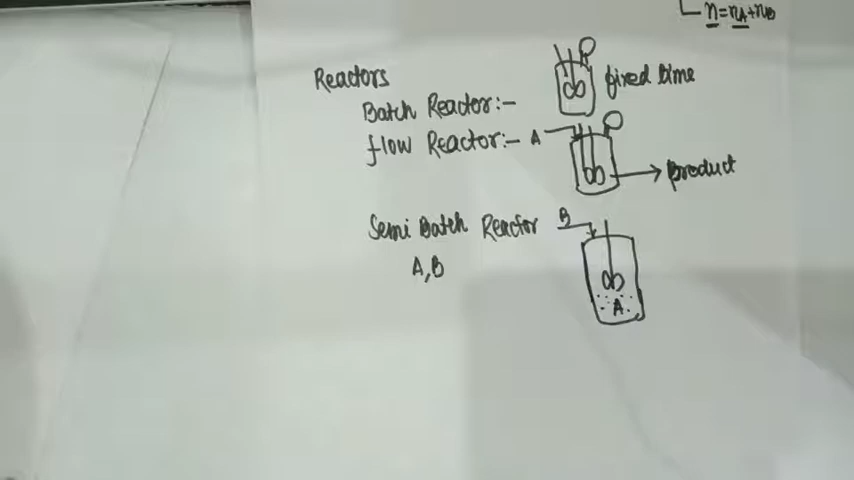 n=nA+nB
Reactors
fixed time
Batch Reactor:-
flow Reactor:- A
product
Semi Batch Reactor B
A,B
A